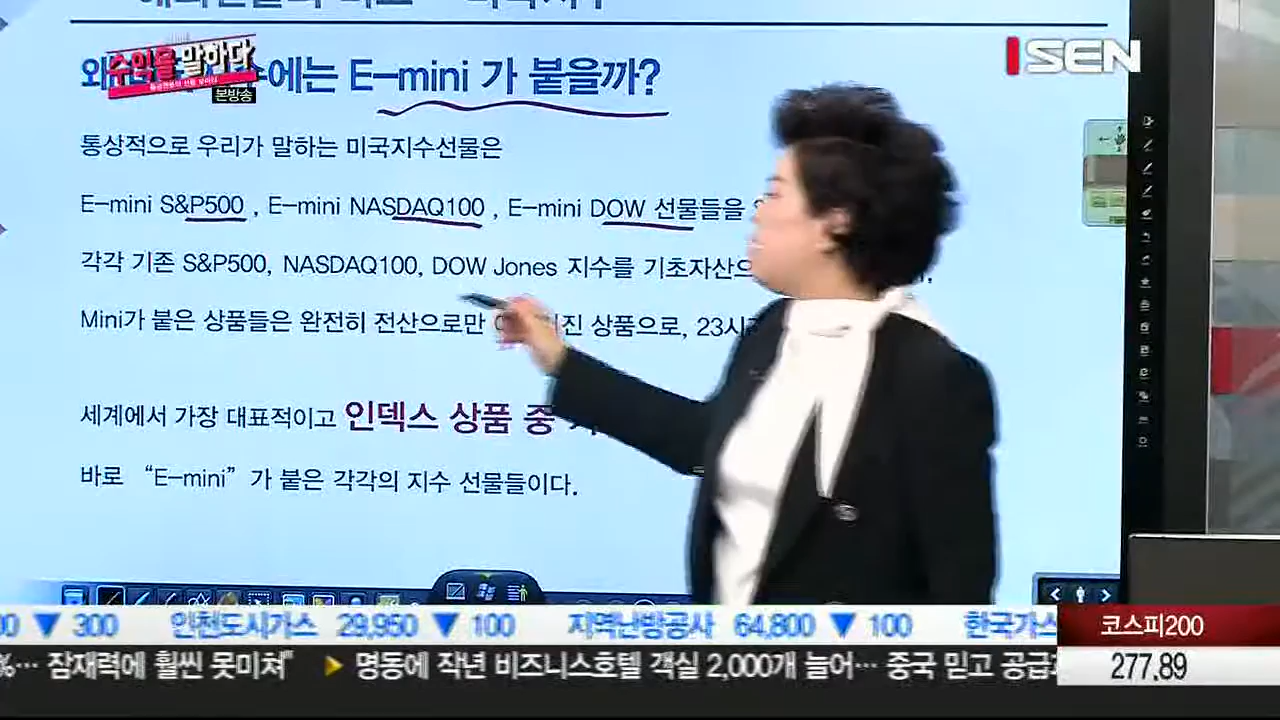 수익을 말하다
본방송
SEN
에는 E-mini 가 붙을까?
통상적으로 우리가 말하는 미국지수선물은
E-mini S&P500 , E-mini NASDAQ100 , E-mini DOW 선물들을
각각 기존 S&P500, NASDAQ100, DOW Jones 지수를 기초자산으
Mini가 붙은 상품들은 완전히 전산으로만 진 상품으로, 23시
세계에서 가장 대표적이고 인덱스 상품 중
바로 “E-mini” 가 붙은 각각의 지수 선물들이다.
00 ▼ 300 인천도시가스 29,950 ▼ 100 지역난방공사 64,800 ▼ 100 한국가스
코스피200
%… 잠재력에 훨씬 못미쳐" ▶ 명동에 작년 비즈니스호텔 객실 2,000개 늘어… 중국 믿고 공급
277.89